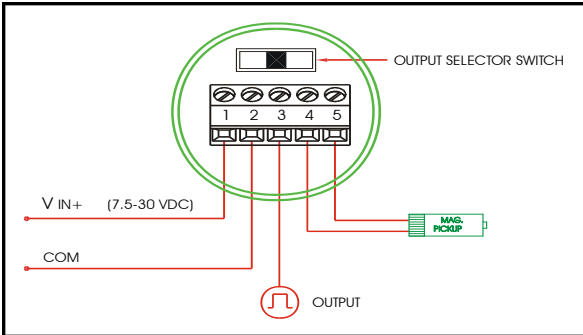 OUTPUT SELECTOR SWITCH
1 2 3 4 5
V IN+ (7.5-30 VDC)
MAG.
PICKUP
COM
OUTPUT